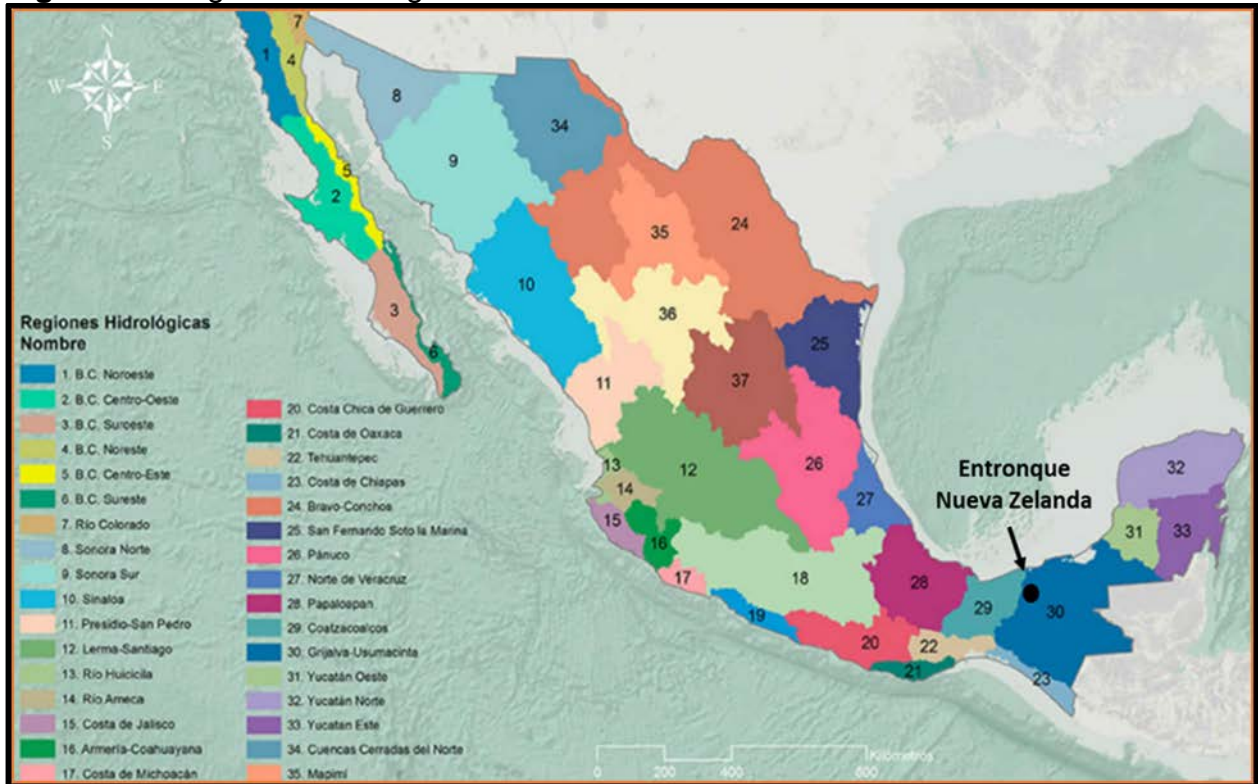 N
W
E
S
Entronque
Nueva Zelanda
1
7
4
8
34
9
5
2
35
24
10
36
3
25
6
11
37
12
26
13
14
27
32
15
31
33
16
18
28
17
29
30
19
20
22
21
23
Regiones Hidrológicas
Nombre
1. B.C. Noroeste
2. B.C. Centro-Oeste
3. B.C. Suroeste
4. B.C. Noreste
5. B.C. Centro-Este
6. B.C. Sureste
7. Río Colorado
8. Sonora Norte
9. Sonora Sur
10. Sinaloa
11. Presidio-San Pedro
12. Lerma-Santiago
13. Río Huicicila
14. Río Ameca
15. Costa de Jalisco
16. Armería-Coahuayana
17. Costa de Michoacán
20. Costa Chica de Guerrero
21. Costa de Oaxaca
22. Tehuantepec
23. Costa de Chiapas
24. Bravo-Conchos
25. San Fernando Soto la Marina
26. Pánuco
27. Norte de Veracruz
28. Papaloapan
29. Coatzacoalcos
30. Grijalva-Usumacinta
31. Yucatán Oeste
32. Yucatán Norte
33. Yucatan Este
34. Cuencas Cerradas del Norte
35. Mapimí
Kilómetros
0 200 400 800